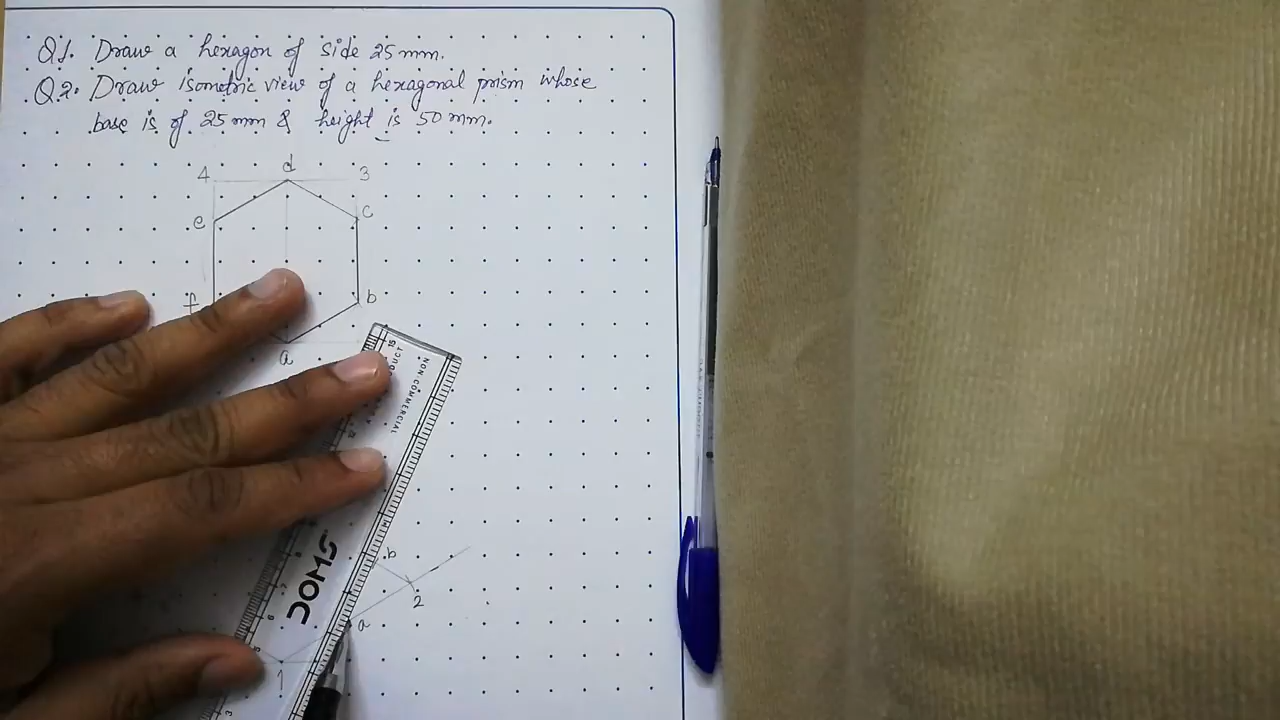 Q1. Draw a hexagon of side 25 mm.
Q2. Draw isometric view of a hexagonal prism whose
base is of 25 mm & height is 50 mm.
4 d 3
e c
f b
a
15
NON COMMERCIAL
DOMS
b
2
a
1